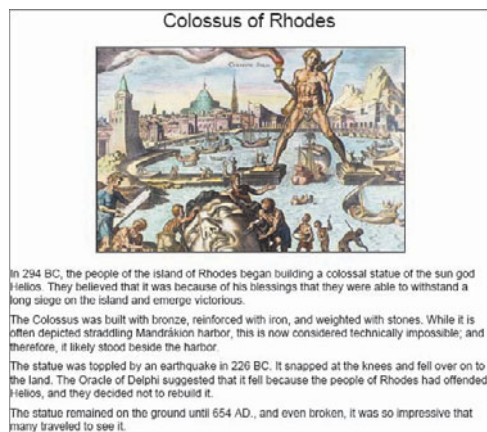 Colossus of Rhodes
In 294 BC, the people of the island of Rhodes began building a colossal statue of the sun god
Helios. They believed that it was because of his blessings that they were able to withstand a
long siege on the island and emerge victorious.
The Colossus was built with bronze, reinforced with iron, and weighted with stones. While it is
often depicted straddling Mandrákion harbor, this is now considered technically impossible; and
therefore, it likely stood beside the harbor.
The statue was toppled by an earthquake in 226 BC. It snapped at the knees and fell over on to
the land. The Oracle of Delphi suggested that it fell because the people of Rhodes had offended
Helios, and they decided not to rebuild it.
The statue remained on the ground until 654 AD., and even broken, it was so impressive that
many traveled to see it.